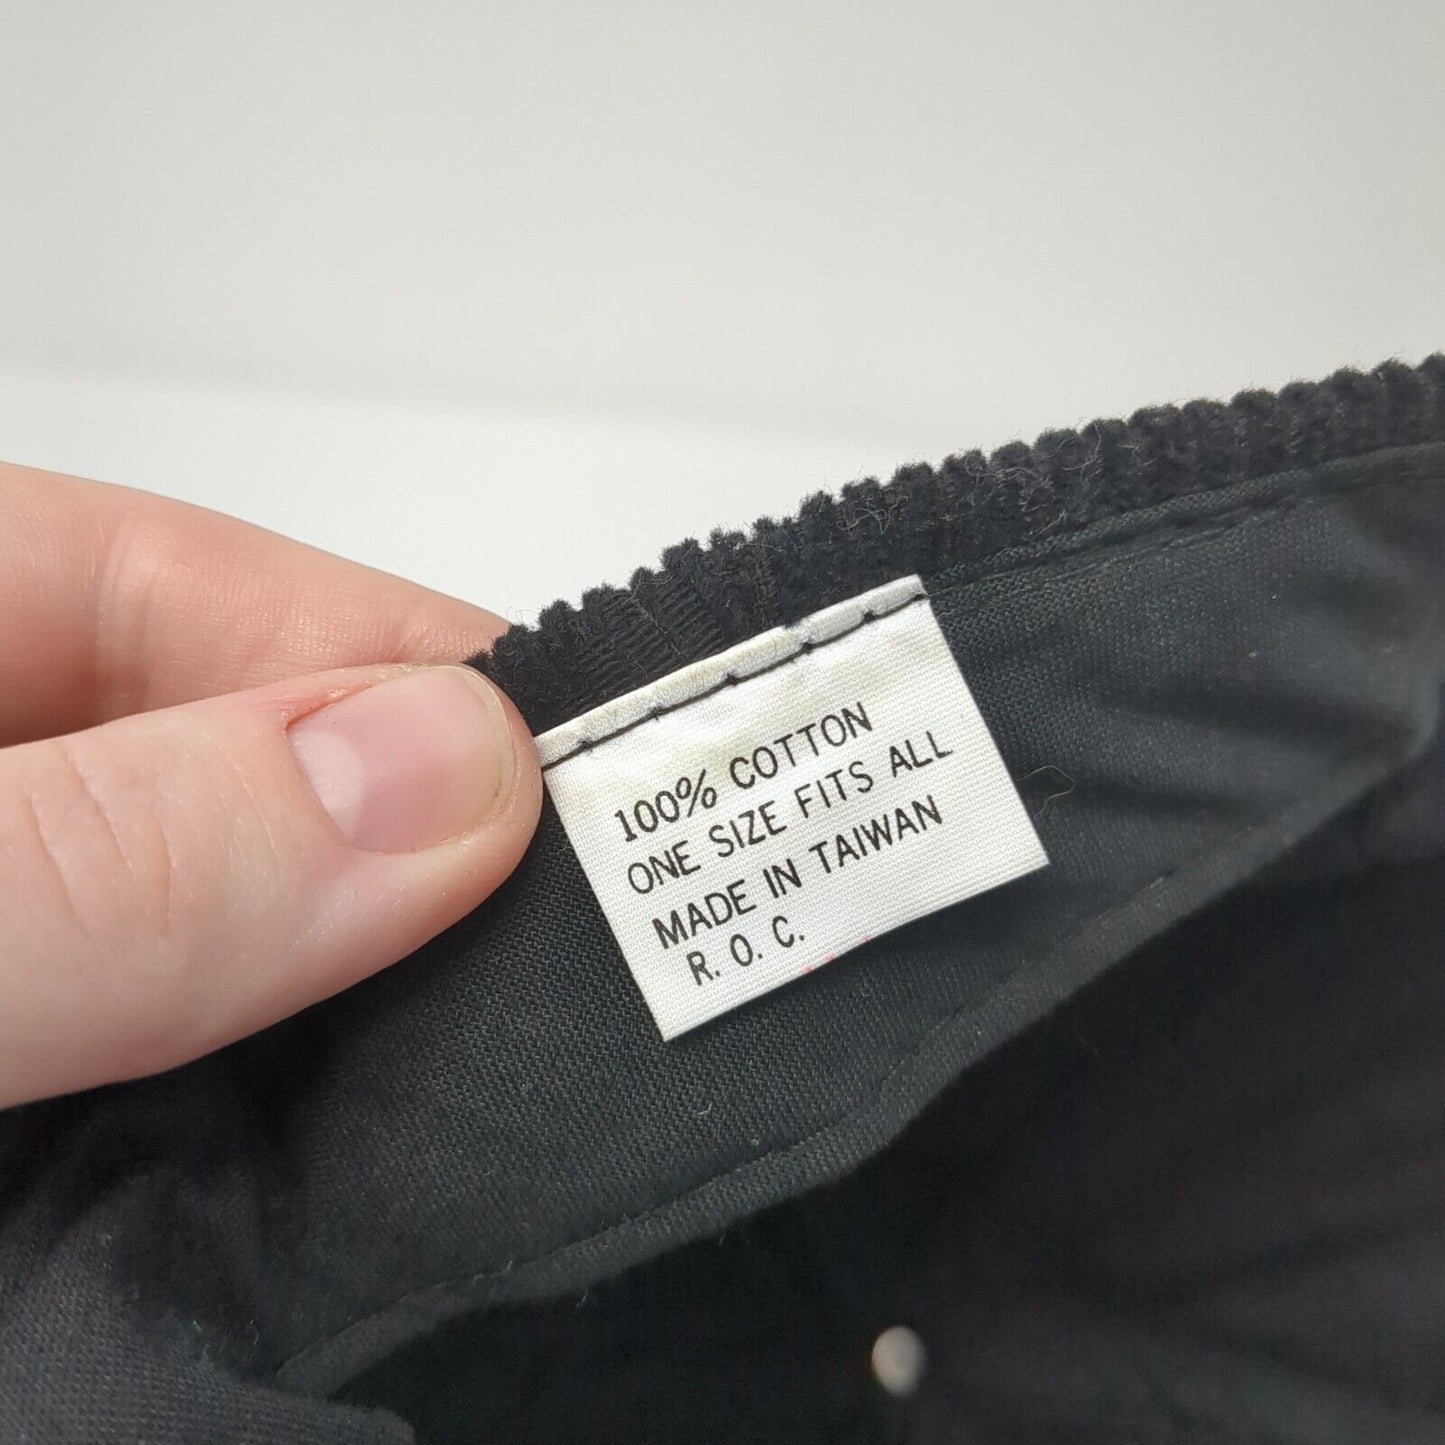 100% COTTON
ONE SIZE FITS ALL
MADE IN TAIWAN
R. O. C.